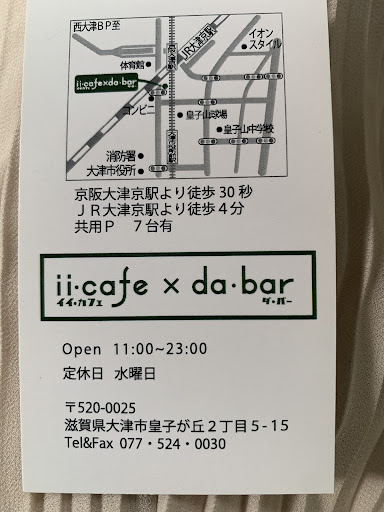 西大津BP至
イオン
スタイル
JR大津京駅
体育館
ii・cafe×da・bar
コンビニ
皇子山球場
皇子山中学校
消防署
大津市役所
京阪大津京駅より徒歩30秒
JR大津京駅より徒歩4分
共用P 7台有
ii・cafe × da・bar
イイ・カフェ ダ・バー
Open 11:00~23:00
定休日 水曜日
〒520-0025
滋賀県大津市皇子が丘2丁目5-15
Tel&Fax 077・524・0030